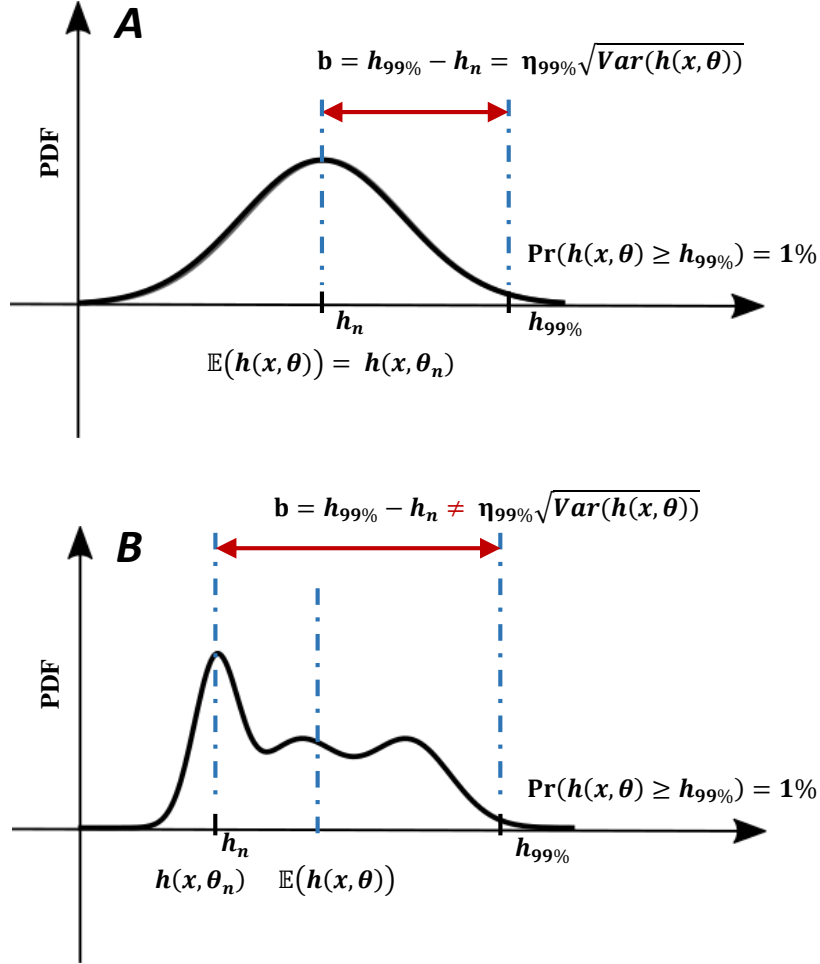 A
b = h99% − hn = η99%√Var(h(x, θ))
PDF
Pr(h(x, θ) ≥ h99%) = 1%
hn
h99%
𝔼(h(x, θ)) = h(x, θn)
b = h99% − hn ≠ η99%√Var(h(x, θ))
B
PDF
Pr(h(x, θ) ≥ h99%) = 1%
hn
h99%
h(x, θn) 𝔼(h(x, θ))